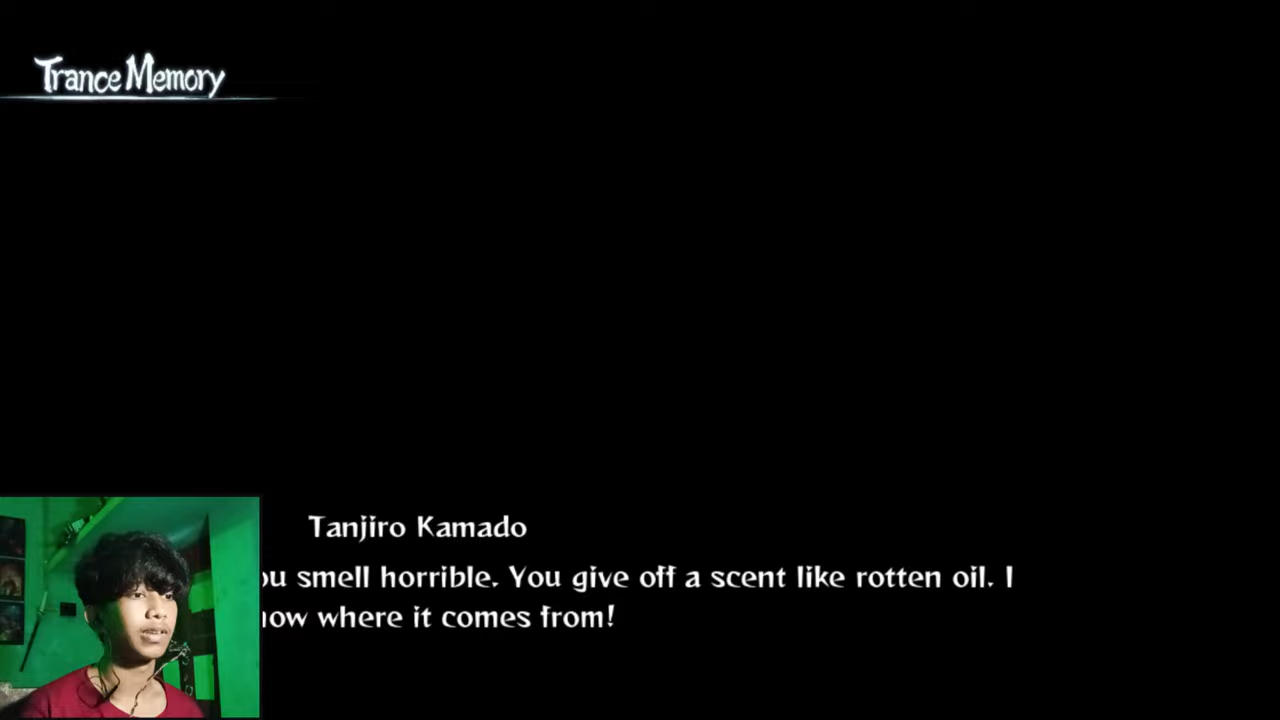 Trance Memory
Tanjiro Kamado
ou smell horrible. You give off a scent like rotten oil. I
now where it comes from!